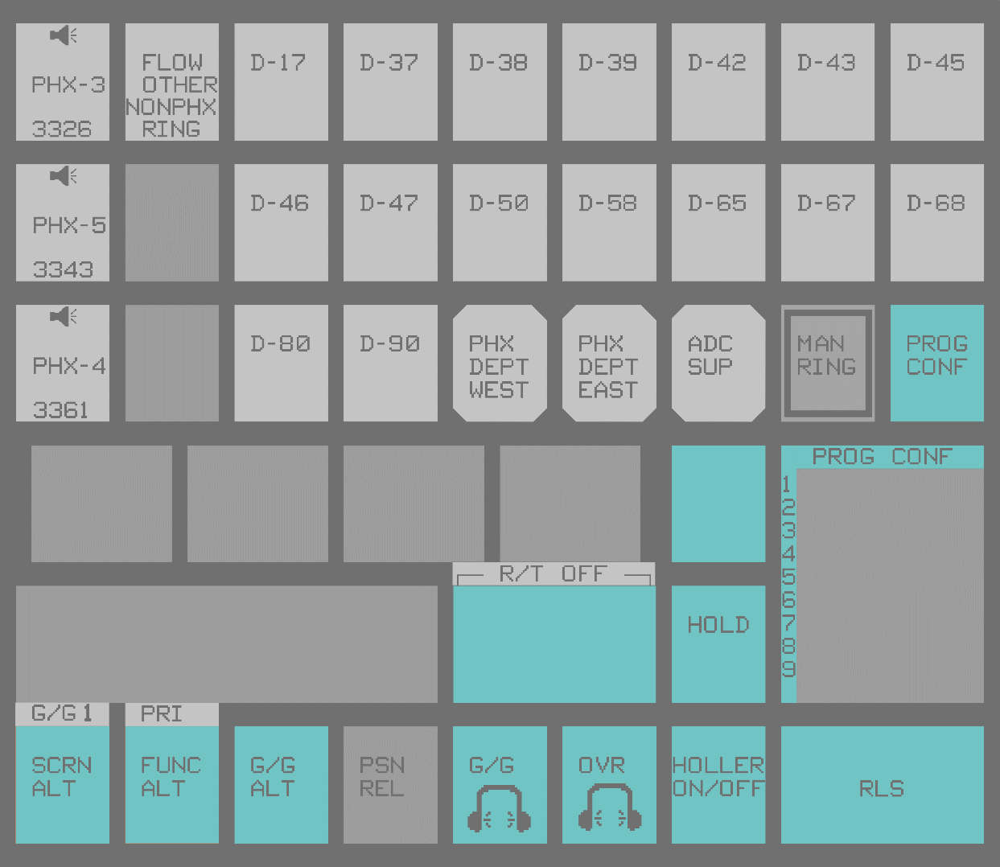 PHX-3
3326
FLOW
OTHER
NONPHX
RING
D-17
D-37
D-38
D-39
D-42
D-43
D-45
PHX-5
3343
D-46
D-47
D-50
D-58
D-65
D-67
D-68
PHX-4
3361
D-80
D-90
PHX
DEPT
WEST
PHX
DEPT
EAST
ADC
SUP
MAN
RING
PROG
CONF
PROG CONF
1
2
3
4
5
6
7
8
9
R/T OFF
HOLD
G/G 1
SCRN
ALT
PRI
FUNC
ALT
G/G
ALT
PSN
REL
G/G
OVR
HOLLER
ON/OFF
RLS